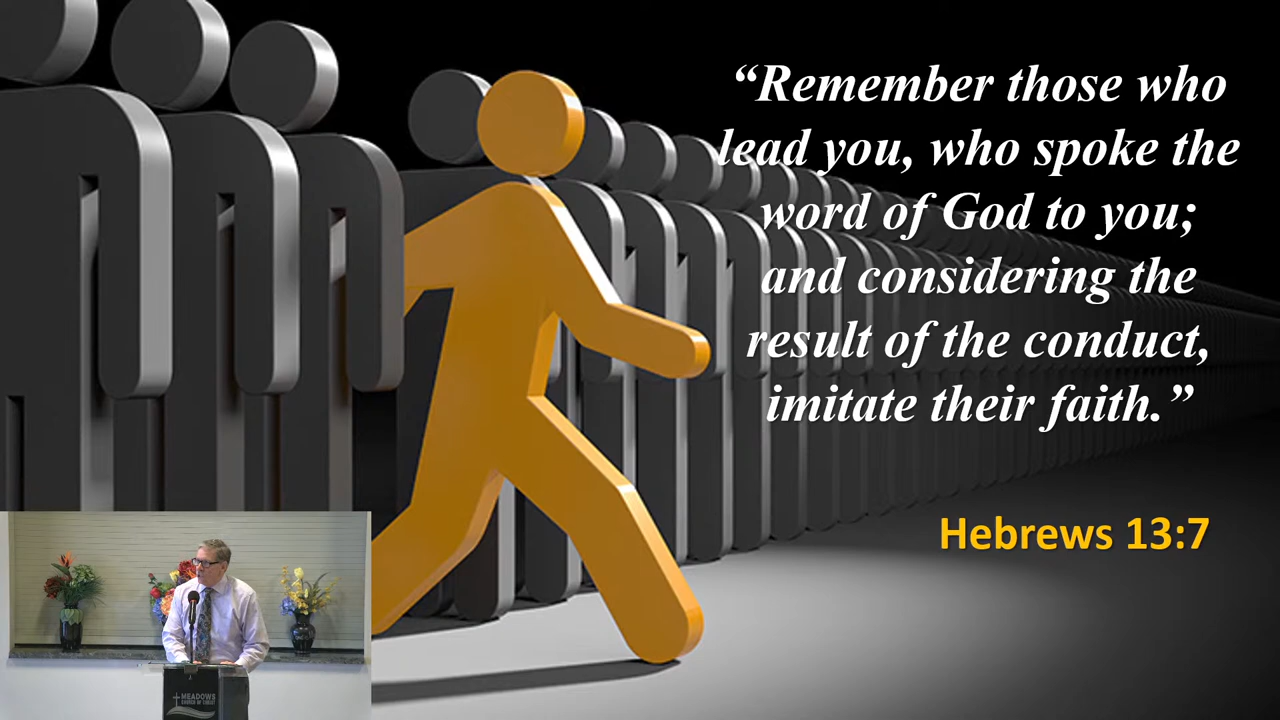 “Remember those who
lead you, who spoke the
word of God to you;
and considering the
result of the conduct,
imitate their faith.”
Hebrews 13:7
MEADOWS
CHURCH OF CHRIST